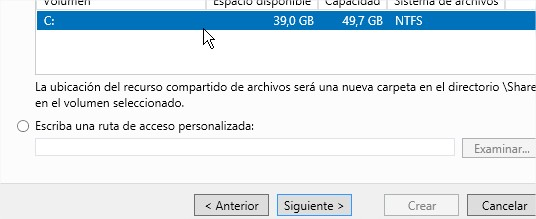 Volumen Espacio disponible Capacidad Sistema de archivos
C: 39,0 GB 49,7 GB NTFS
La ubicación del recurso compartido de archivos será una nueva carpeta en el directorio \Share
en el volumen seleccionado.
Escriba una ruta de acceso personalizada:
Examinar...
< Anterior Siguiente > Crear Cancelar